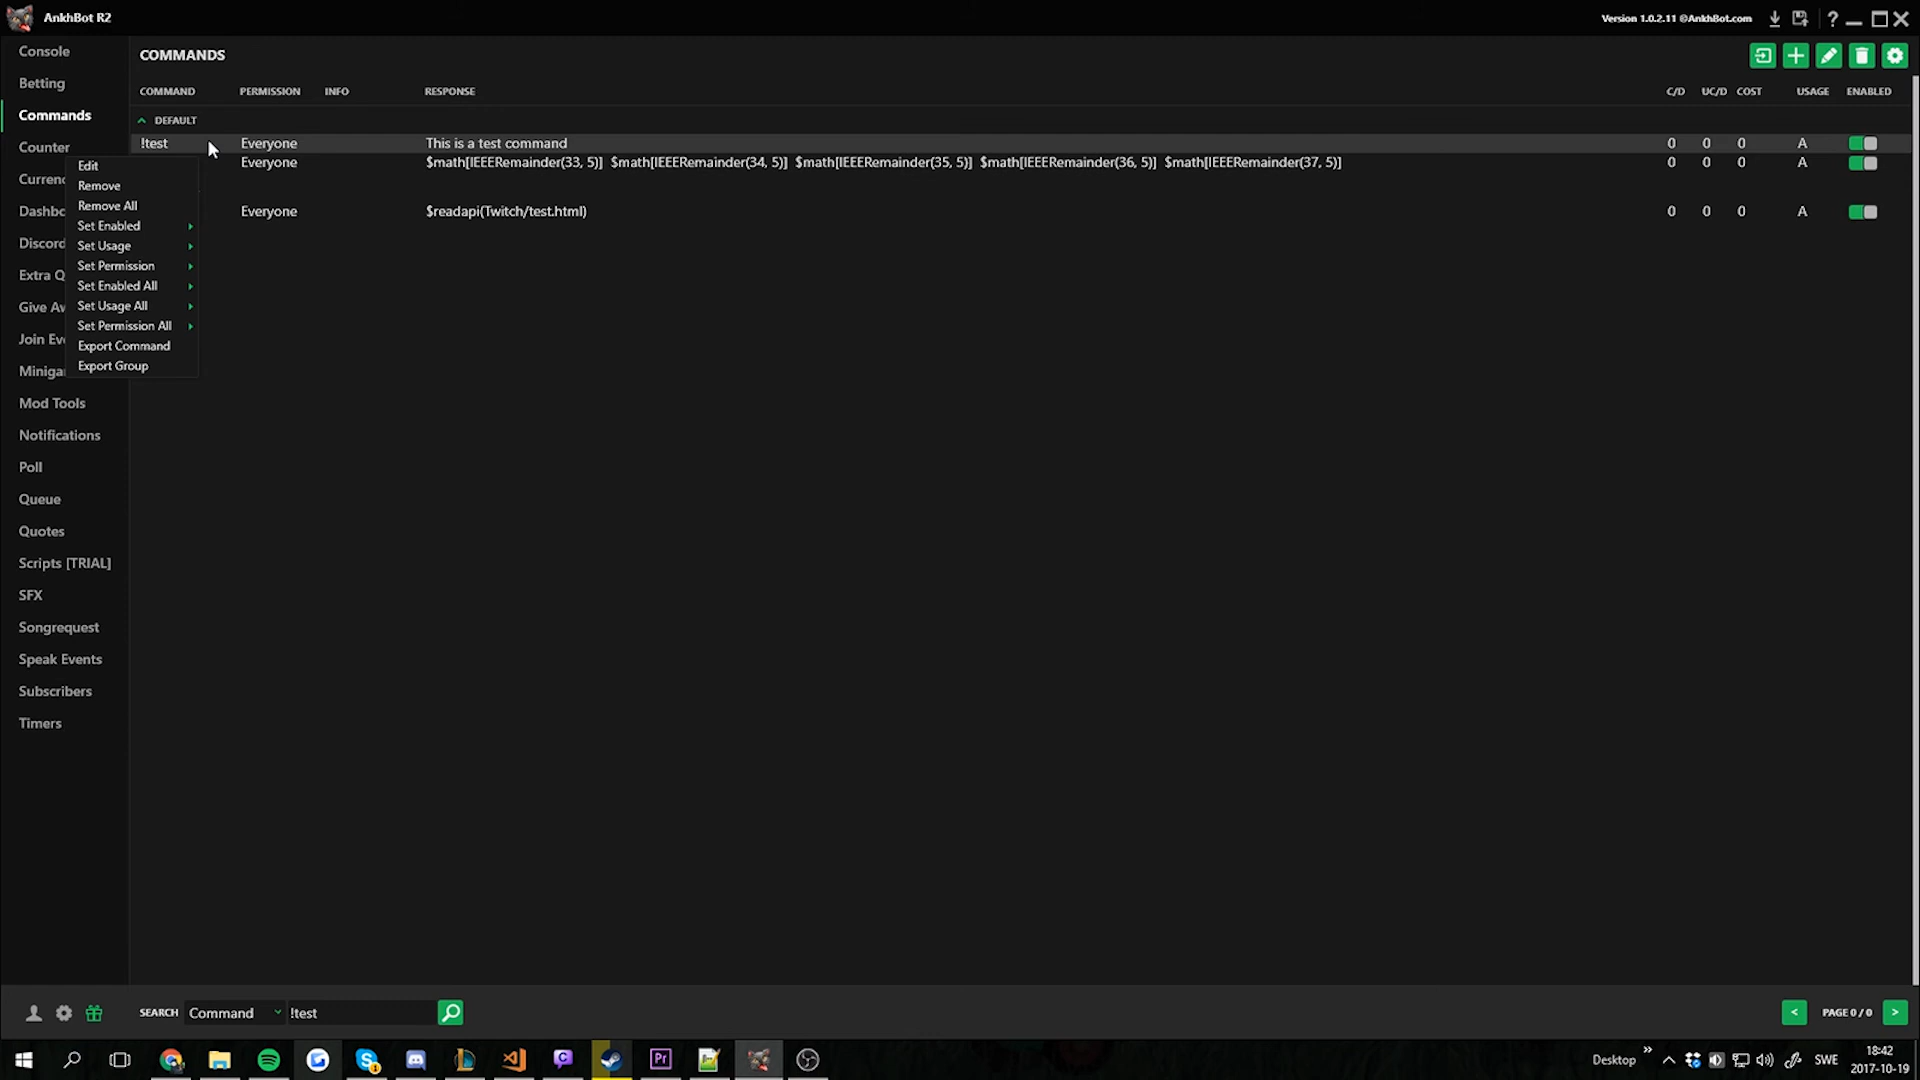 AnkhBot R2
Version 1.0.2.11 ©AnkhBot.com
Console
Betting
Commands
Counter
Currenc
Dashbo
Discord
Extra Q
Give Aw
Join Eve
Minigan
Mod Tools
Notifications
Poll
Queue
Quotes
Scripts [TRIAL]
SFX
Songrequest
Speak Events
Subscribers
Timers
COMMANDS
COMMAND PERMISSION INFO RESPONSE C/D UC/D COST USAGE ENABLED
DEFAULT
!test Everyone This is a test command 0 0 0 A
Everyone $math[IEEERemainder(33, 5)] $math[IEEERemainder(34, 5)] $math[IEEERemainder(35, 5)] $math[IEEERemainder(36, 5)] $math[IEEERemainder(37, 5)] 0 0 0 A
Everyone $readapi(Twitch/test.html) 0 0 0 A
Edit
Remove
Remove All
Set Enabled
Set Usage
Set Permission
Set Enabled All
Set Usage All
Set Permission All
Export Command
Export Group
SEARCH Command !test
PAGE 0 / 0
Desktop
SWE
18:42
2017-10-19